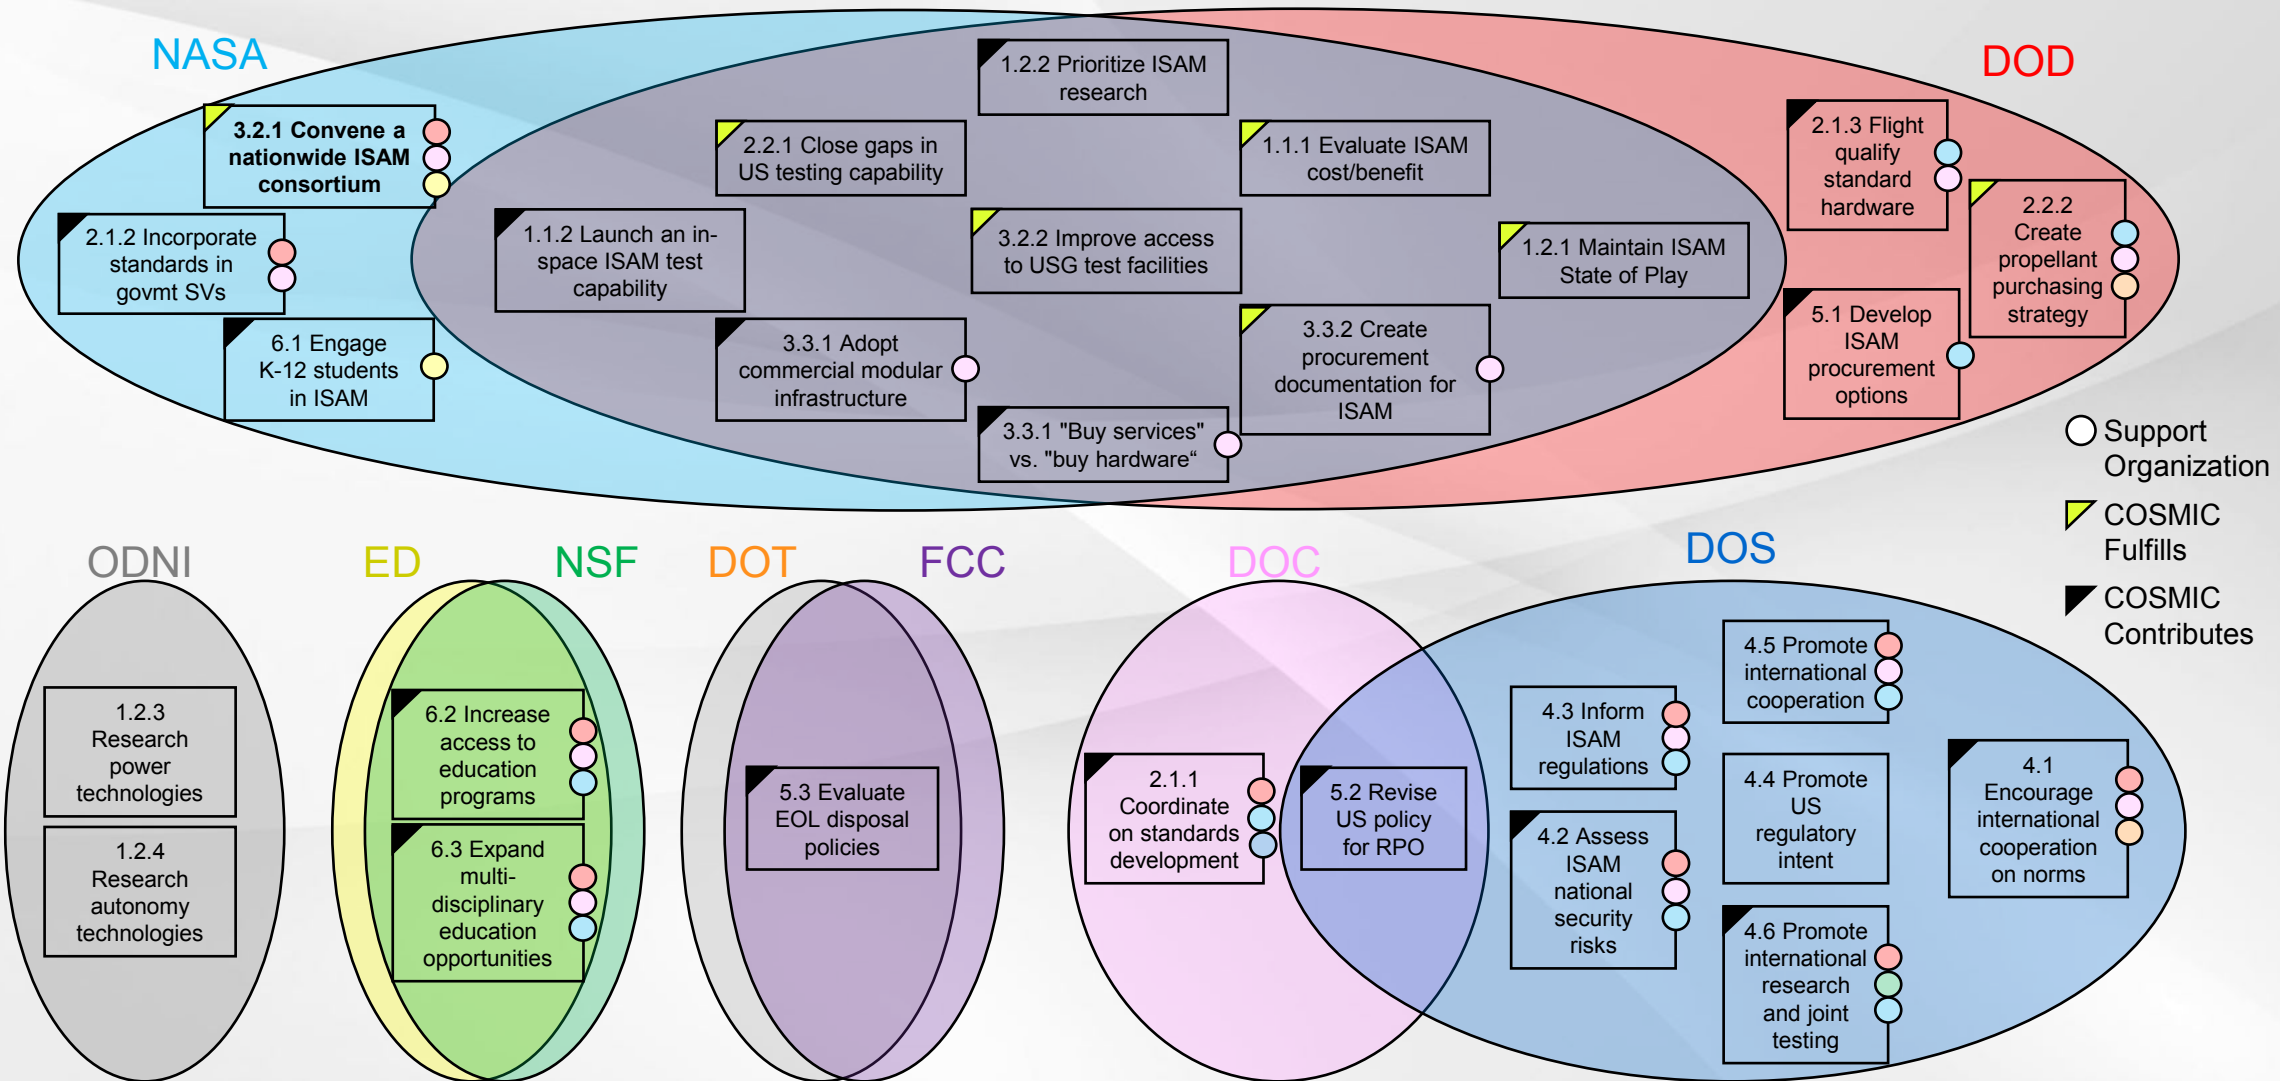 NASA
DOD
1.2.2 Prioritize ISAM
research
3.2.1 Convene a
nationwide ISAM
consortium
2.2.1 Close gaps in
US testing capability
1.1.1 Evaluate ISAM
cost/benefit
2.1.3 Flight
qualify
standard
hardware
2.1.2 Incorporate
standards in
govmt SVs
1.1.2 Launch an in-
space ISAM test
capability
3.2.2 Improve access
to USG test facilities
1.2.1 Maintain ISAM
State of Play
2.2.2
Create
propellant
purchasing
strategy
6.1 Engage
K-12 students
in ISAM
3.3.1 Adopt
commercial modular
infrastructure
3.3.2 Create
procurement
documentation for
ISAM
5.1 Develop
ISAM
procurement
options
3.3.1 "Buy services"
vs. "buy hardware“
Support
Organization
COSMIC
Fulfills
COSMIC
Contributes
ODNI
ED
NSF
DOT
FCC
DOC
DOS
1.2.3
Research
power
technologies
1.2.4
Research
autonomy
technologies
6.2 Increase
access to
education
programs
6.3 Expand
multi-
disciplinary
education
opportunities
5.3 Evaluate
EOL disposal
policies
2.1.1
Coordinate
on standards
development
5.2 Revise
US policy
for RPO
4.3 Inform
ISAM
regulations
4.2 Assess
ISAM
national
security
risks
4.5 Promote
international
cooperation
4.4 Promote
US
regulatory
intent
4.6 Promote
international
research
and joint
testing
4.1
Encourage
international
cooperation
on norms